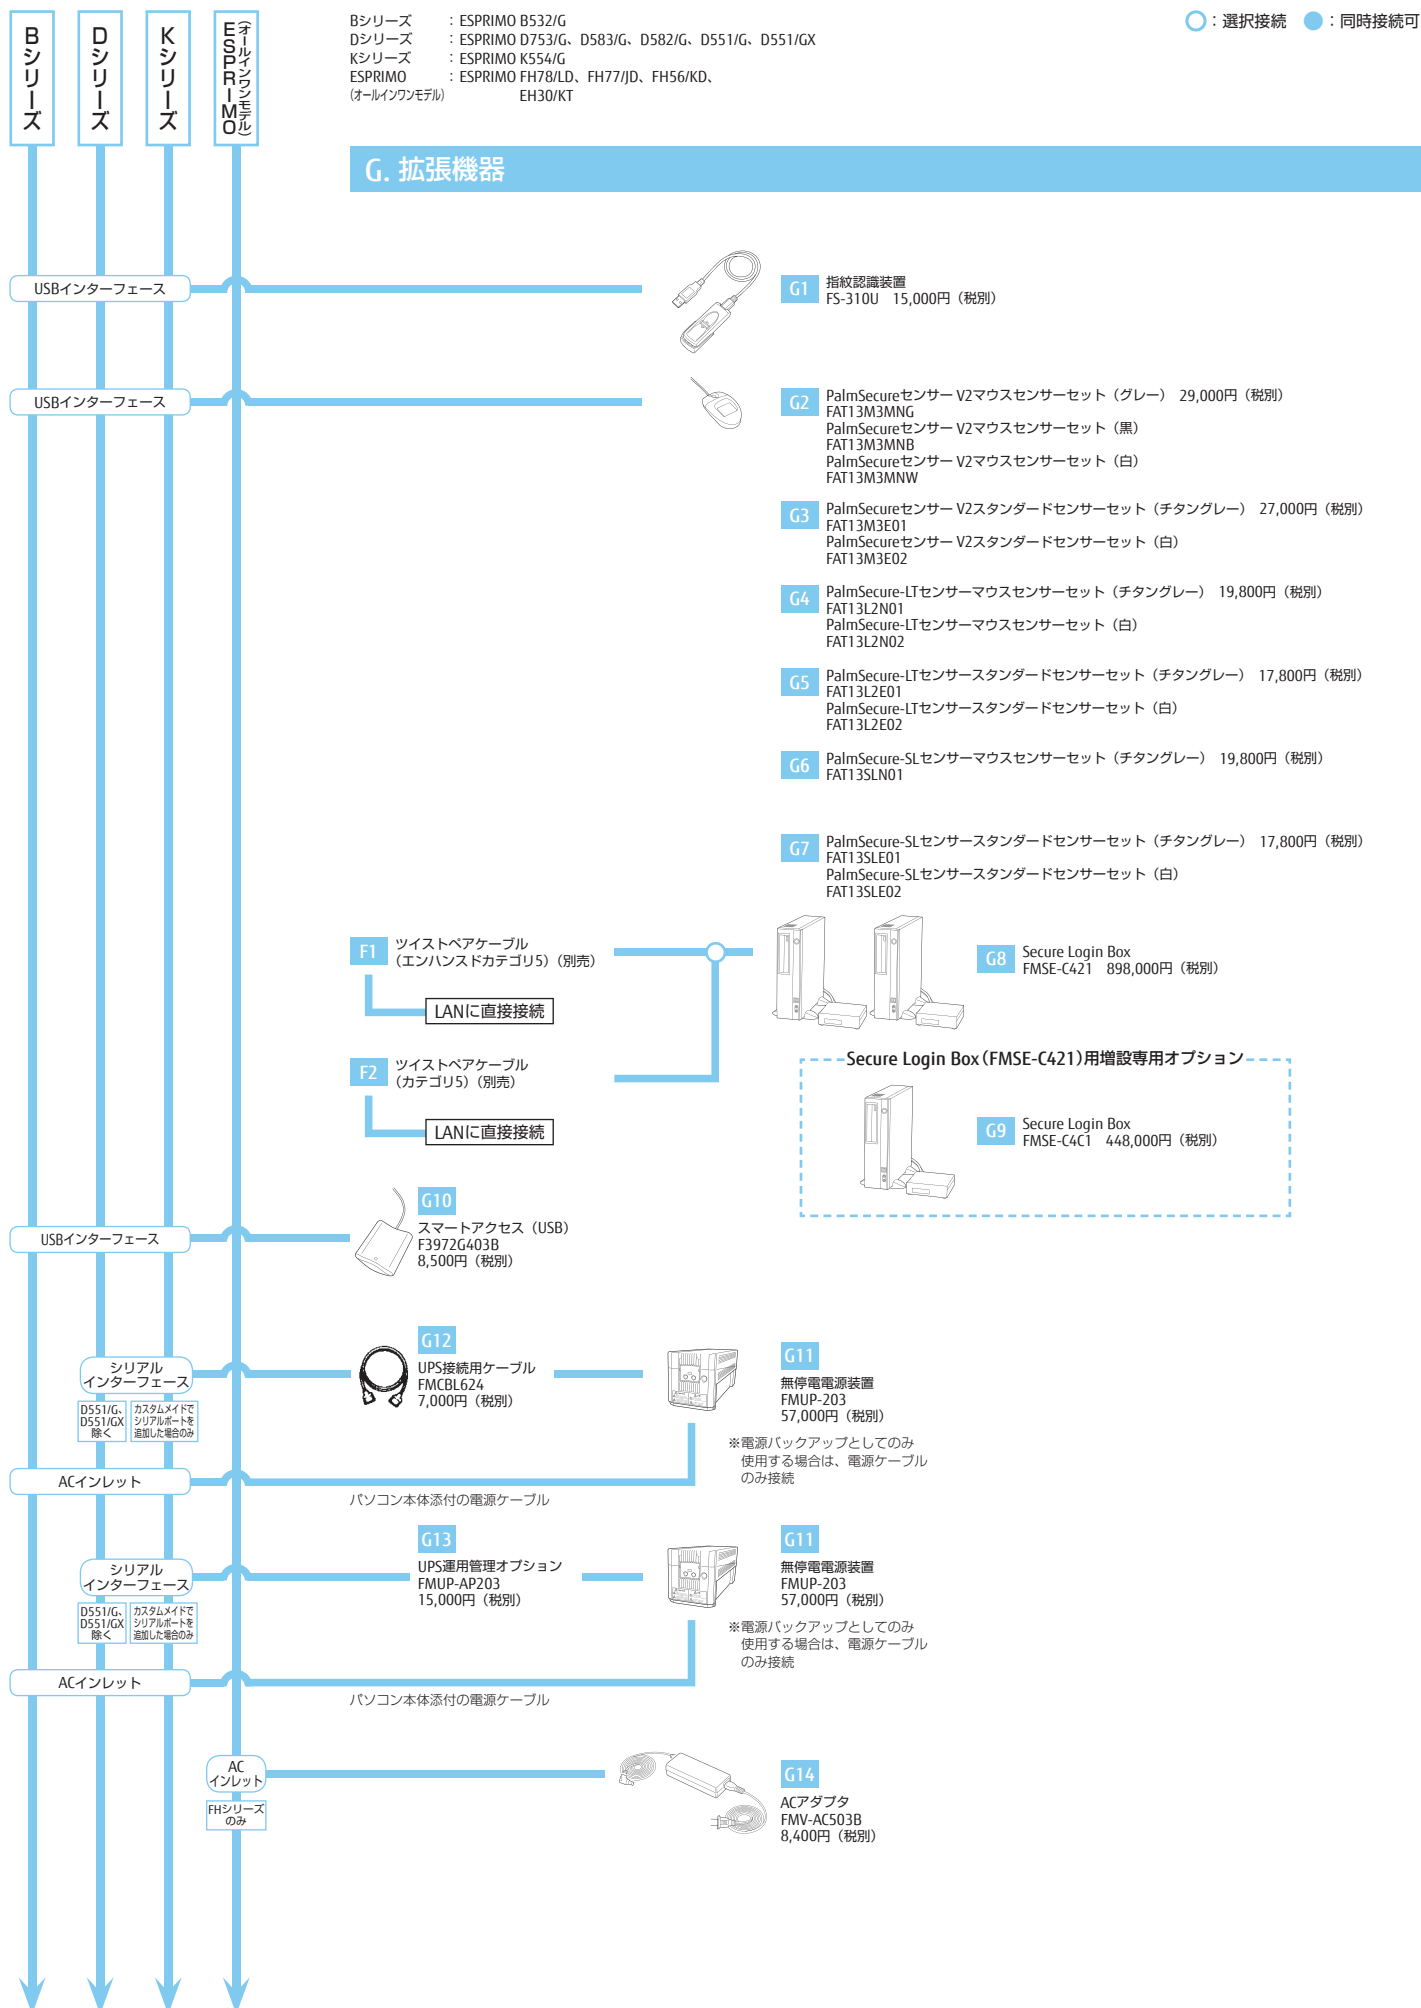 Bシリーズ
Dシリーズ
Kシリーズ
ESPRIMO
(オールインワンモデル)
Bシリーズ : ESPRIMO B532/G
Dシリーズ : ESPRIMO D753/G、D583/G、D582/G、D551/G、D551/GX
Kシリーズ : ESPRIMO K554/G
ESPRIMO : ESPRIMO FH78/LD、FH77/JD、FH56/KD、
(オールインワンモデル) EH30/KT
○：選択接続 ●：同時接続可
G. 拡張機器
USBインターフェース
G1 指紋認識装置
FS-310U 15,000円（税別）
USBインターフェース
G2 PalmSecureセンサー V2マウスセンサーセット（グレー） 29,000円（税別）
FAT13M3MNG
PalmSecureセンサー V2マウスセンサーセット（黒）
FAT13M3MNB
PalmSecureセンサー V2マウスセンサーセット（白）
FAT13M3MNW
G3 PalmSecureセンサー V2スタンダードセンサーセット（チタングレー） 27,000円（税別）
FAT13M3E01
PalmSecureセンサー V2スタンダードセンサーセット（白）
FAT13M3E02
G4 PalmSecure-LTセンサーマウスセンサーセット（チタングレー） 19,800円（税別）
FAT13L2N01
PalmSecure-LTセンサーマウスセンサーセット（白）
FAT13L2N02
G5 PalmSecure-LTセンサースタンダードセンサーセット（チタングレー） 17,800円（税別）
FAT13L2E01
PalmSecure-LTセンサースタンダードセンサーセット（白）
FAT13L2E02
G6 PalmSecure-SLセンサーマウスセンサーセット（チタングレー） 19,800円（税別）
FAT13SLN01
G7 PalmSecure-SLセンサースタンダードセンサーセット（チタングレー） 17,800円（税別）
FAT13SLE01
PalmSecure-SLセンサースタンダードセンサーセット（白）
FAT13SLE02
F1 ツイストペアケーブル
（エンハンスドカテゴリ5）（別売）
LANに直接接続
G8 Secure Login Box
FMSE-C421 898,000円（税別）
F2 ツイストペアケーブル
（カテゴリ5）（別売）
LANに直接接続
Secure Login Box（FMSE-C421）用増設専用オプション
G9 Secure Login Box
FMSE-C4C1 448,000円（税別）
USBインターフェース
G10
スマートアクセス（USB）
F3972G403B
8,500円（税別）
シリアル
インターフェース
D551/G、
D551/GX
除く
カスタムメイドで
シリアルポートを
追加した場合のみ
G12
UPS接続用ケーブル
FMCBL624
7,000円（税別）
G11
無停電電源装置
FMUP-203
57,000円（税別）
※電源バックアップとしてのみ
使用する場合は、電源ケーブル
のみ接続
ACインレット
パソコン本体添付の電源ケーブル
シリアル
インターフェース
D551/G、
D551/GX
除く
カスタムメイドで
シリアルポートを
追加した場合のみ
G13
UPS運用管理オプション
FMUP-AP203
15,000円（税別）
G11
無停電電源装置
FMUP-203
57,000円（税別）
※電源バックアップとしてのみ
使用する場合は、電源ケーブル
のみ接続
ACインレット
パソコン本体添付の電源ケーブル
AC
インレット
FHシリーズ
のみ
G14
ACアダプタ
FMV-AC503B
8,400円（税別）